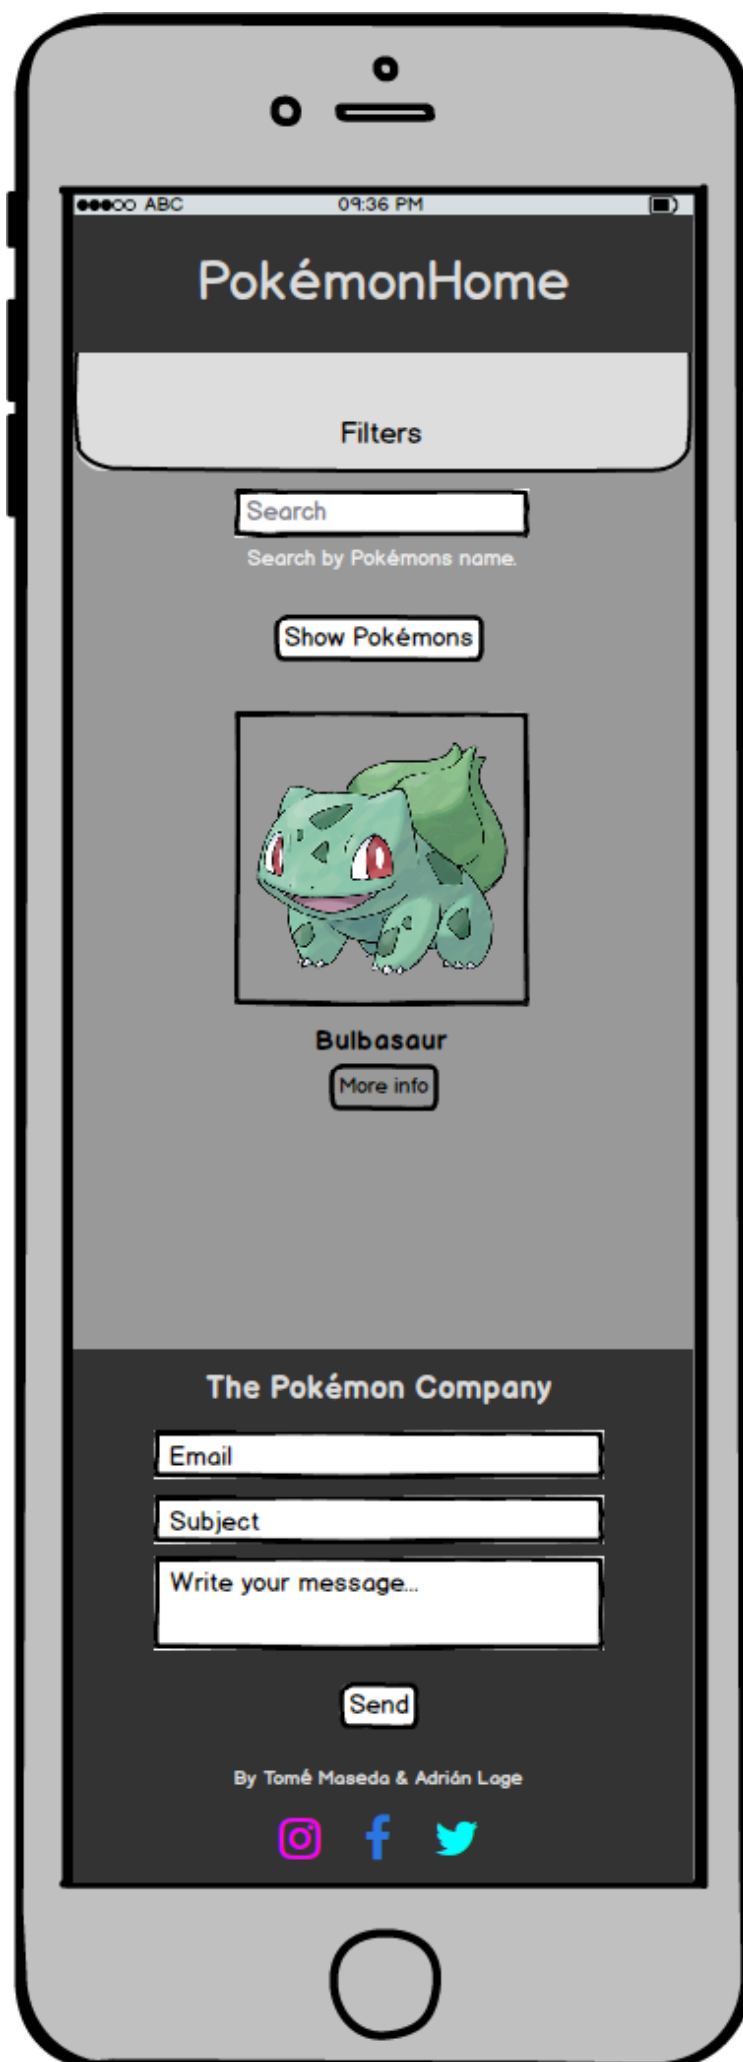 ABC 09:36 PM
PokémonHome
Filters
Search
Search by Pokémons name.
Show Pokémons
Bulbasaur
More info
The Pokémon Company
Email
Subject
Write your message...
Send
By Tomé Maseda & Adrián Lage